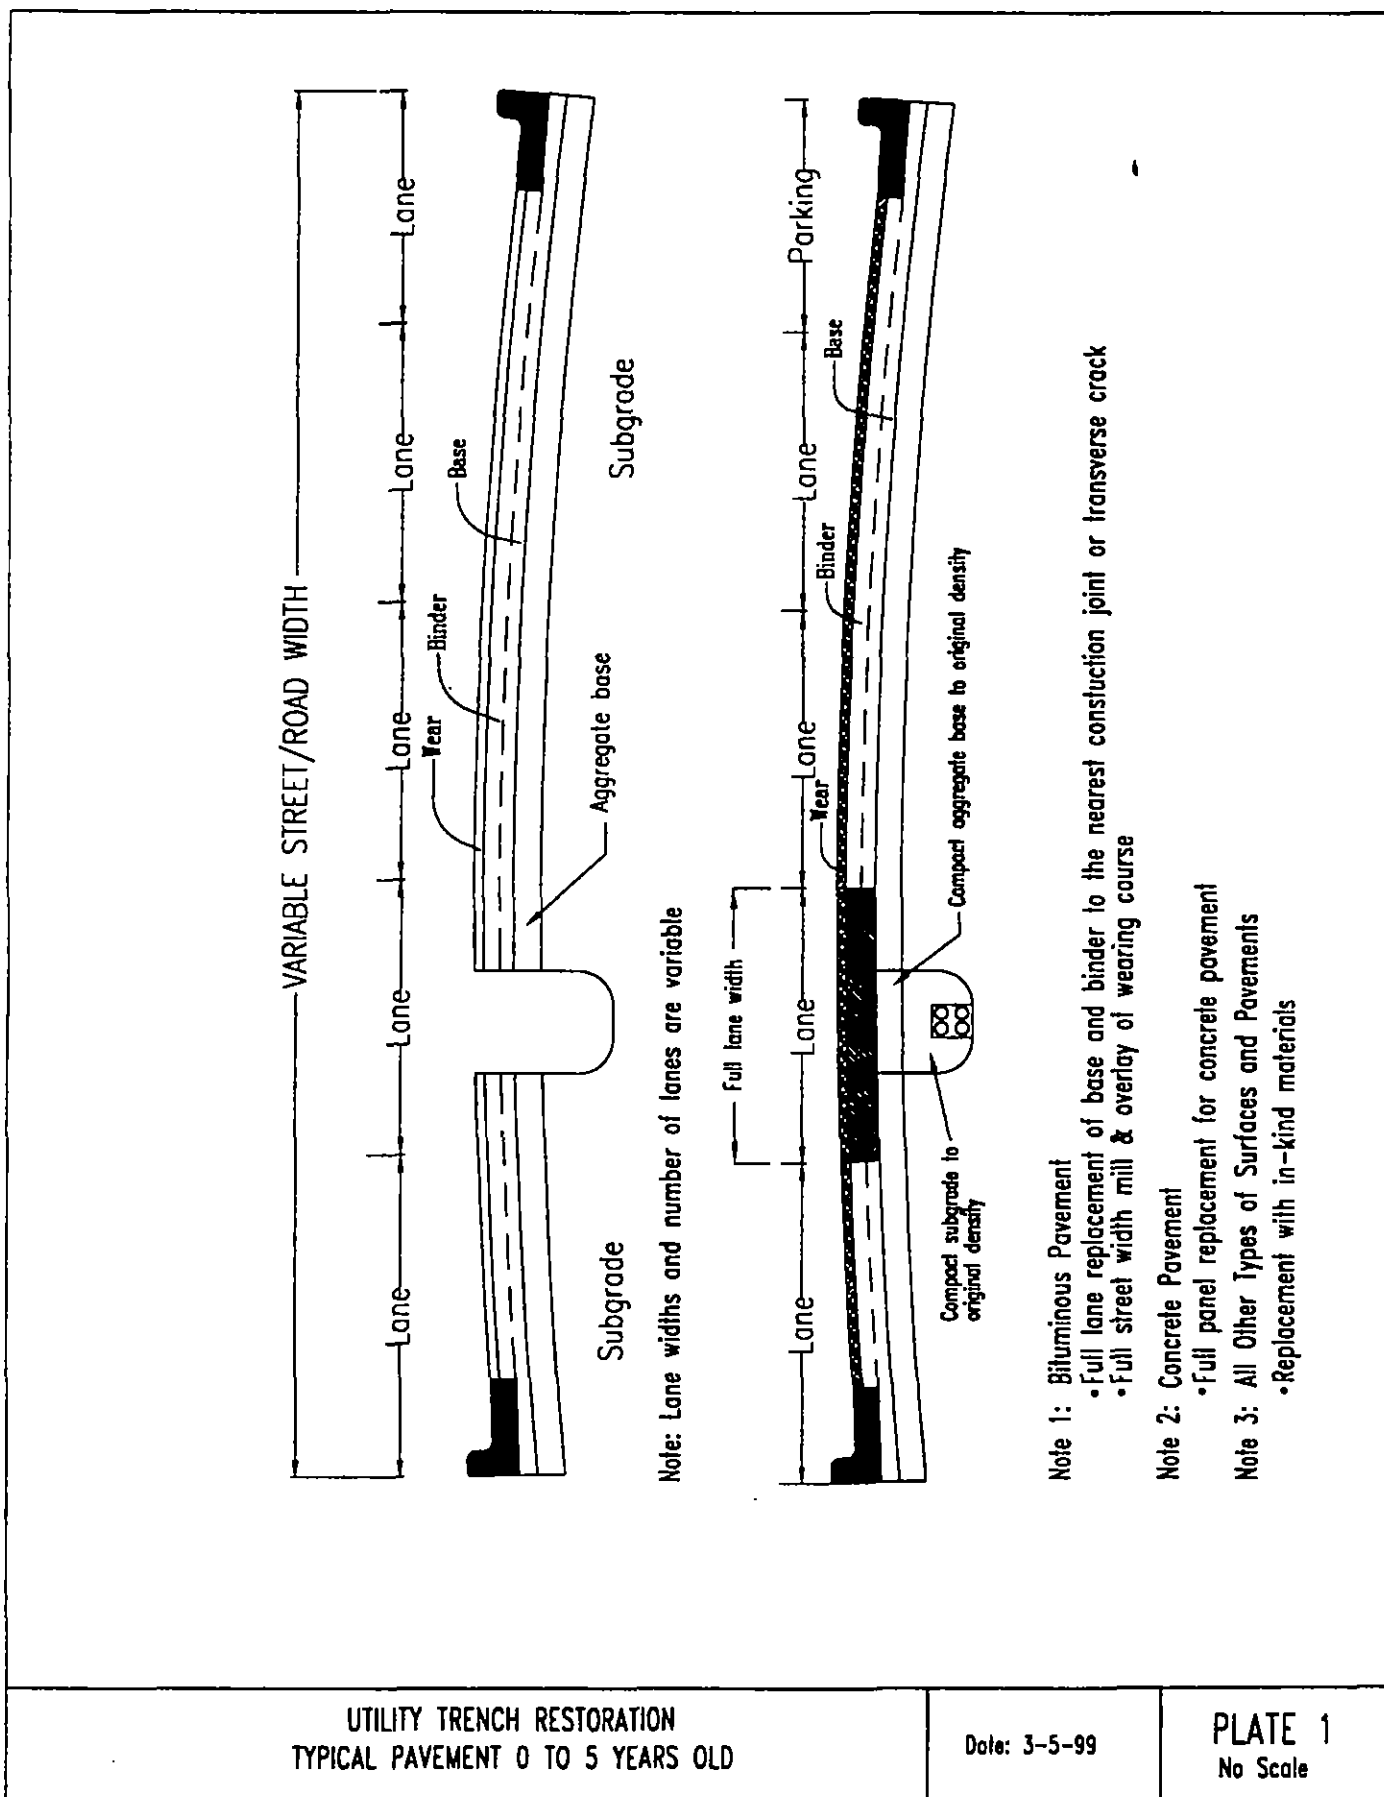 VARIABLE STREET/ROAD WIDTH
Lane
Lane
Lane
Lane
Lane
Wear
Binder
Base
Aggregate base
Subgrade
Subgrade
Note: Lane widths and number of lanes are variable
Full lane width
Lane
Lane
Lane
Lane
Parking
Wear
Binder
Base
Compact subgrade to
original density
Compact aggregate base to original density
Note 1: Bituminous Pavement
•Full lane replacement of base and binder to the nearest constuction joint or transverse crack
•Full street width mill & overlay of wearing course
Note 2: Concrete Pavement
•Full panel replacement for concrete pavement
Note 3: All Other Types of Surfaces and Pavements
•Replacement with in-kind materials
UTILITY TRENCH RESTORATION
TYPICAL PAVEMENT 0 TO 5 YEARS OLD
Date: 3-5-99
PLATE 1
No Scale